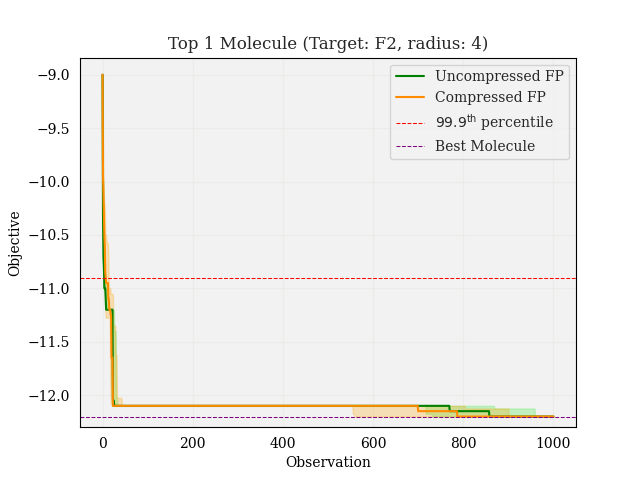 Top 1 Molecule (Target: F2, radius: 4)
Uncompressed FP
Compressed FP
99.9th percentile
Best Molecule
Objective
−9.0
−9.5
−10.0
−10.5
−11.0
−11.5
−12.0
0 200 400 600 800 1000
Observation